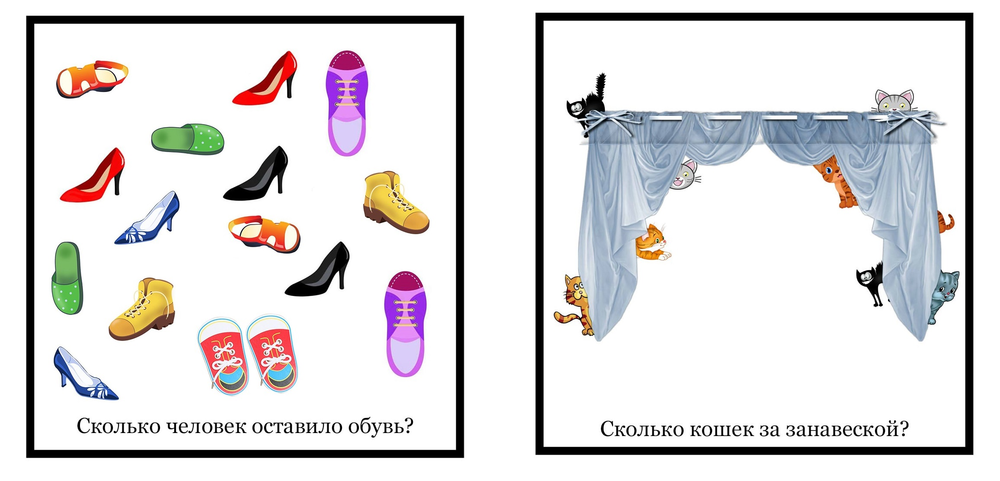 Сколько человек оставило обувь?
Сколько кошек за занавеской?